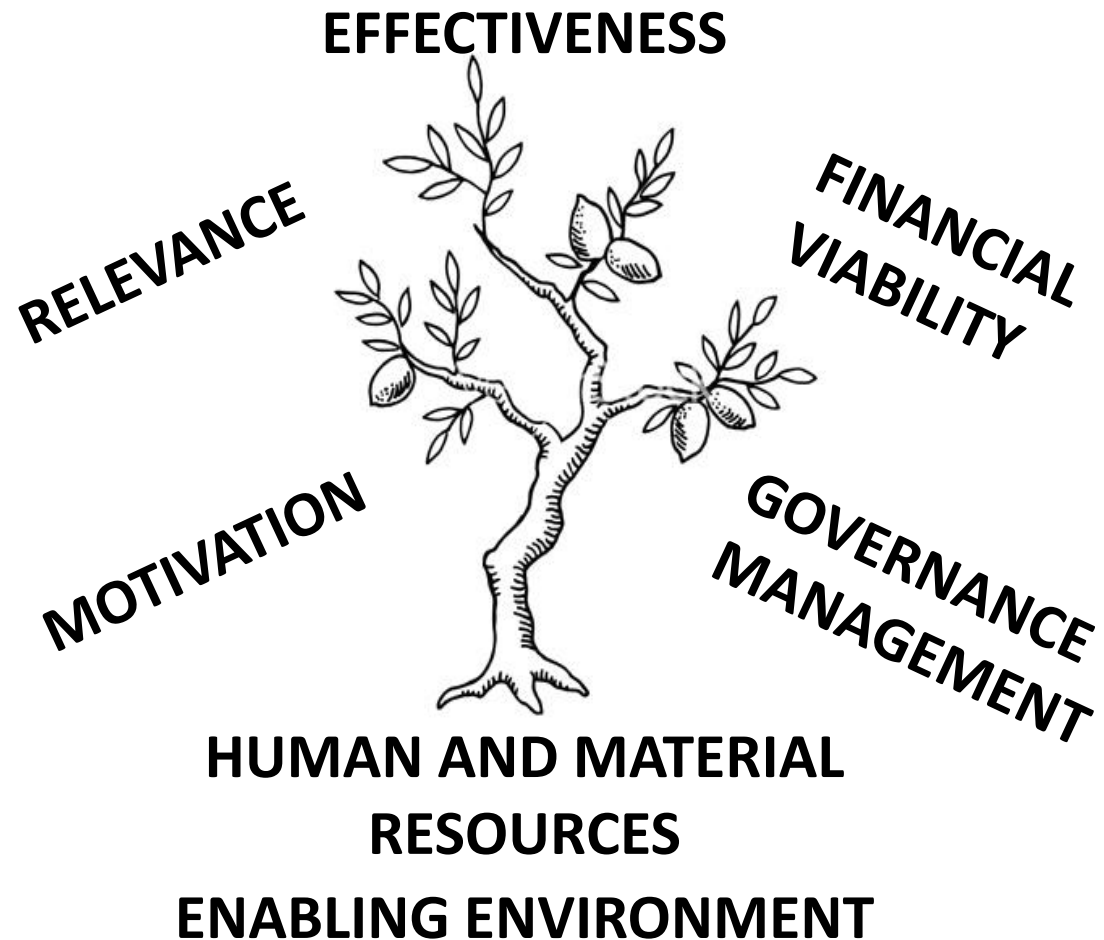 EFFECTIVENESS
RELEVANCE
FINANCIAL
VIABILITY
MOTIVATION
GOVERNANCE
MANAGEMENT
HUMAN AND MATERIAL
RESOURCES
ENABLING ENVIRONMENT